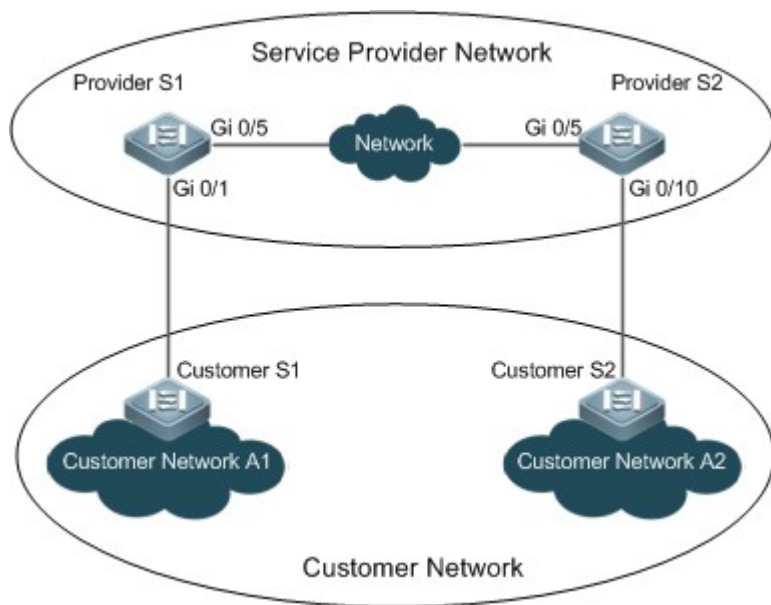 Service Provider Network
Provider S1
Provider S2
Gi 0/5
Network
Gi 0/5
Gi 0/1
Gi 0/10
Customer S1
Customer S2
Customer Network A1
Customer Network A2
Customer Network